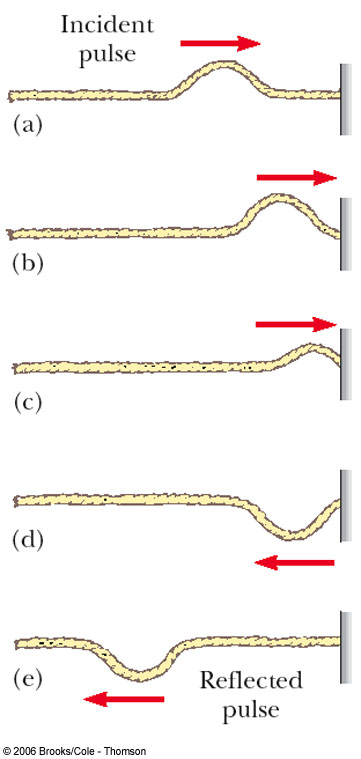 Incident
pulse
(a)
(b)
(c)
(d)
(e)
Reflected
pulse
© 2006 Brooks/Cole - Thomson